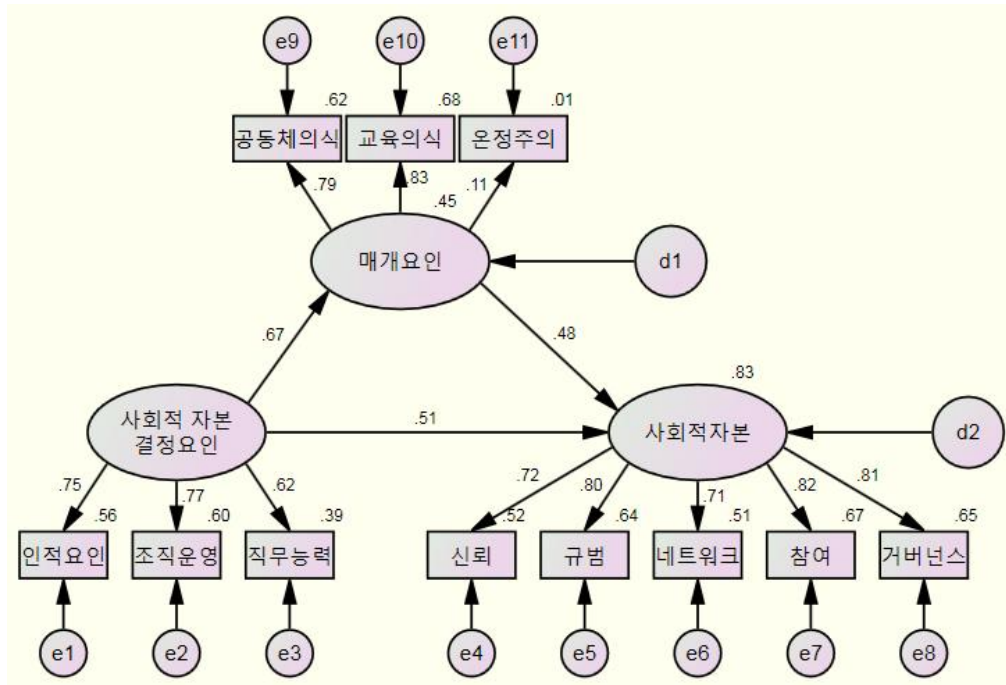 e9 e10 e11
.62 .68 .01
공동체의식 교육의식 온정주의
.79 .83 .11
.45
매개요인 d1
.67 .48
.83
사회적 자본
결정요인
.51
사회적자본 d2
.75 .77 .62 .72 .80 .71 .82 .81
.56 .60 .39 .52 .64 .51 .67 .65
인적요인 조직운영 직무능력 신뢰 규범 네트워크 참여 거버넌스
e1 e2 e3 e4 e5 e6 e7 e8